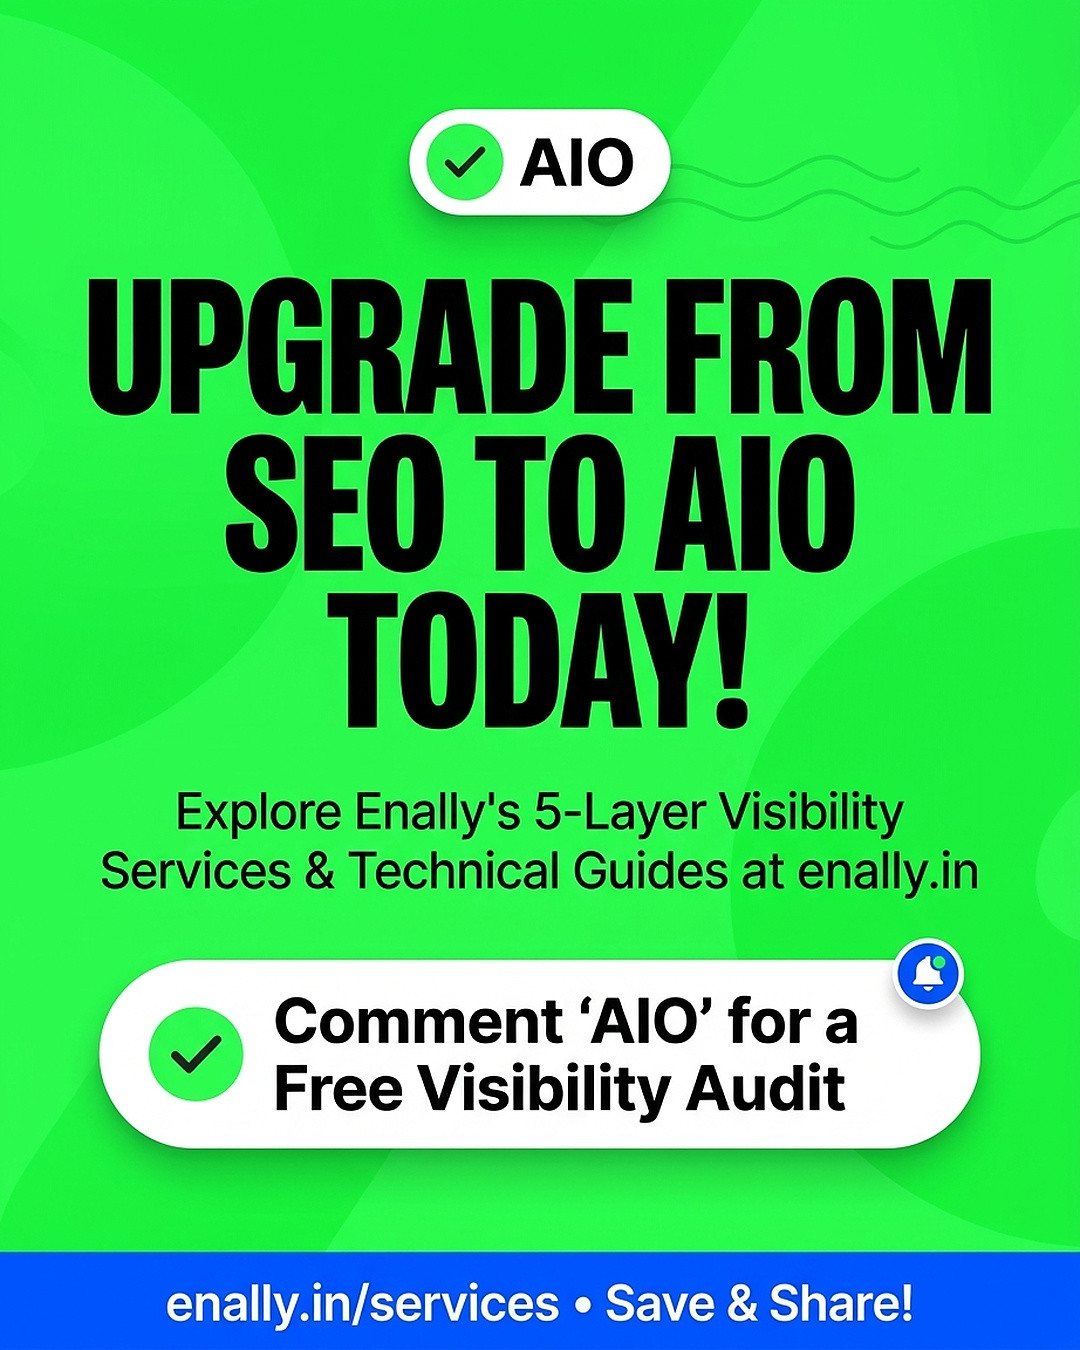 AIO
UPGRADE FROM
SEO TO AIO
TODAY!
Explore Enally's 5-Layer Visibility
Services & Technical Guides at enally.in
Comment ‘AIO’ for a
Free Visibility Audit
enally.in/services • Save & Share!